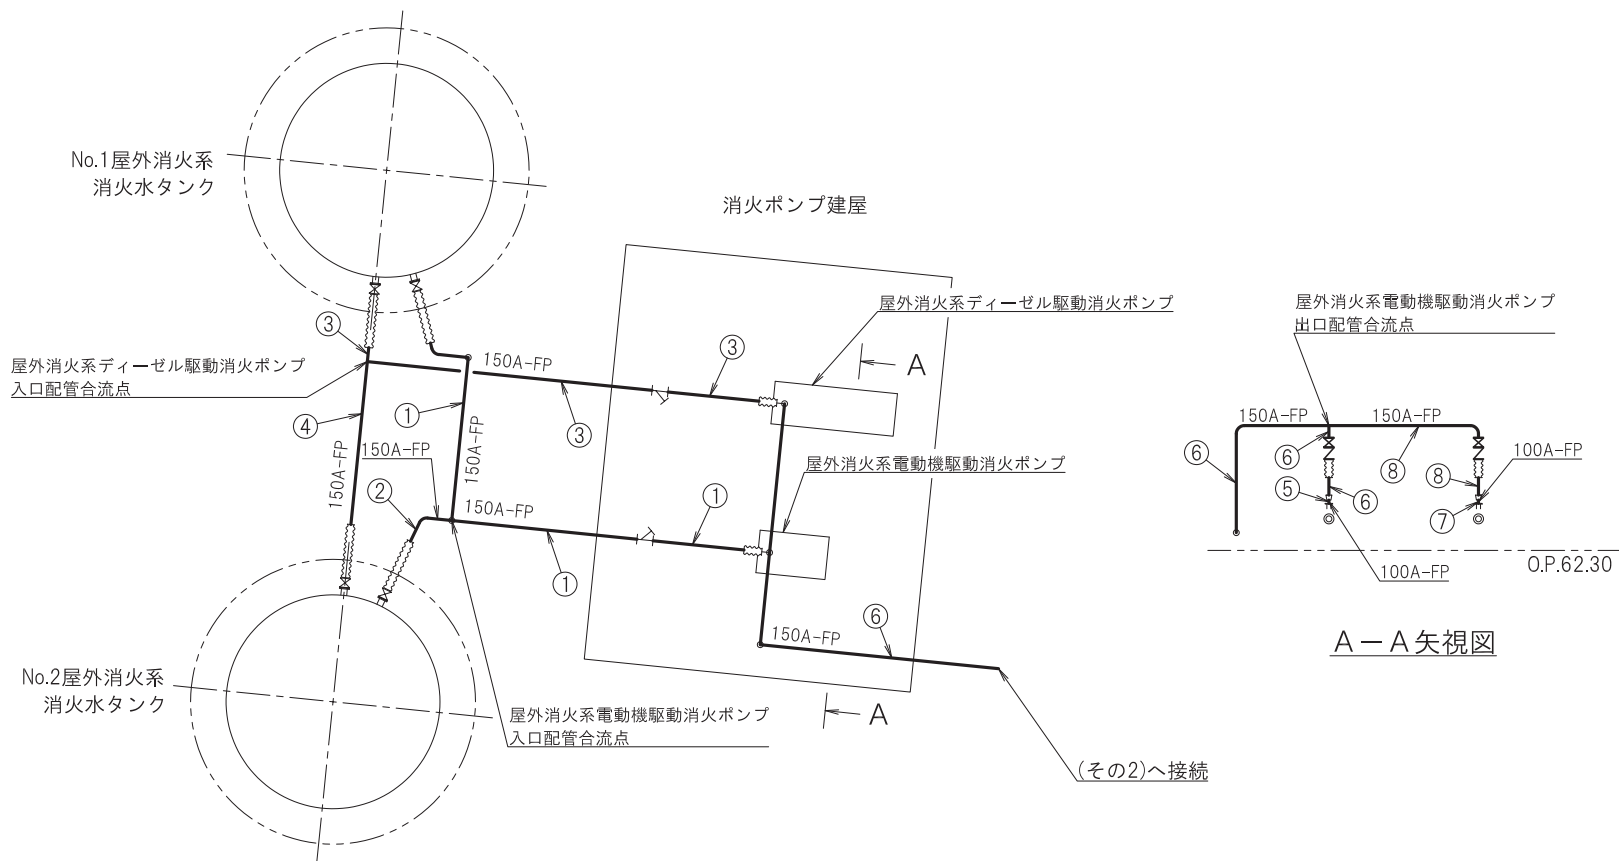 No.1屋外消火系
消火水タンク
消火ポンプ建屋
屋外消火系ディーゼル駆動消火ポンプ
A
屋外消火系電動機駆動消火ポンプ
出口配管合流点
③
屋外消火系ディーゼル駆動消火ポンプ
入口配管合流点
150A-FP
③
③
③
④
①
150A-FP
150A-FP
150A-FP
②
150A-FP
①
①
屋外消火系電動機駆動消火ポンプ
150A-FP
⑥
No.2屋外消火系
消火水タンク
屋外消火系電動機駆動消火ポンプ
入口配管合流点
A
(その2)へ接続
150A-FP
150A-FP
⑥
⑥
⑧
100A-FP
⑤
⑥
⑧
⑦
100A-FP
O.P.62.30
A-A矢視図